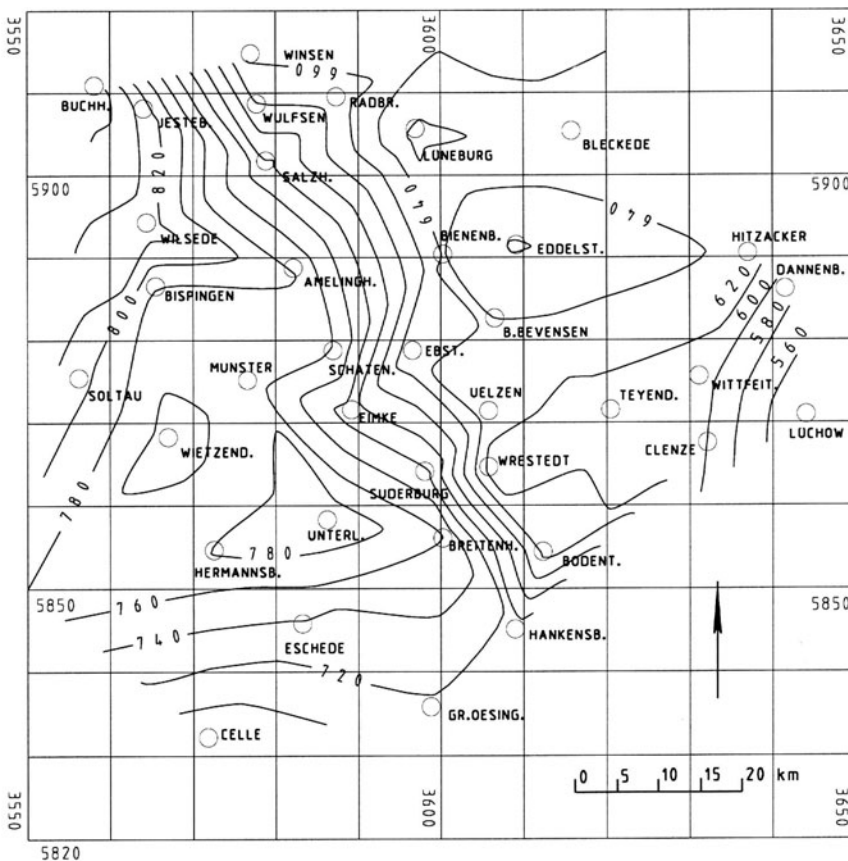 3550
3600
3650
WINSEN
660
BUCHH.
JESTEB.
WULFSEN
RADBR.
LÜNEBURG
BLECKEDE
820
SALZH.
5900
5900
640
640
WILSEDE
BIENENB.
EDDELST.
HITZACKER
AMELINGH.
DANNENB.
BISPINGEN
620
600
580
560
800
B.BEVENSEN
SCHATEN.
EBST.
MUNSTER
SOLTAU
UELZEN
TEYEND.
WITTFEIT.
EIMKE
LÜCHOW
WIETZEND.
CLENZE
WRESTEDT
SUDERBURG
780
UNTERL.
BREITENH.
780
BODENT.
HERMANNSB.
5850
760
5850
740
ESCHEDE
HANKENSB.
720
GR.OESING.
CELLE
0 5 10 15 20 km
3550
3600
3650
5820